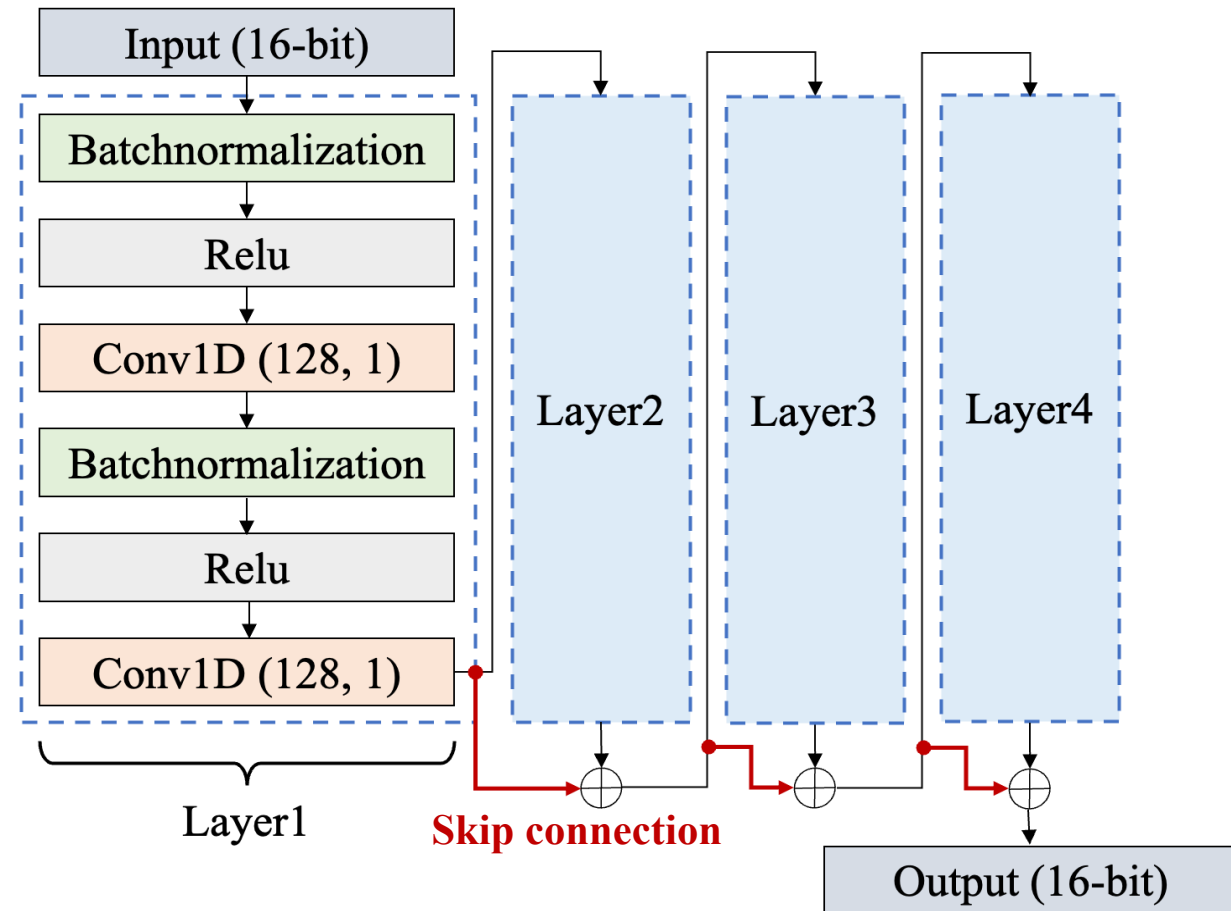 Input (16-bit)
Batchnormalization
Relu
Conv1D (128, 1)
Batchnormalization
Relu
Conv1D (128, 1)
Layer1
Layer2
Layer3
Layer4
Skip connection
Output (16-bit)